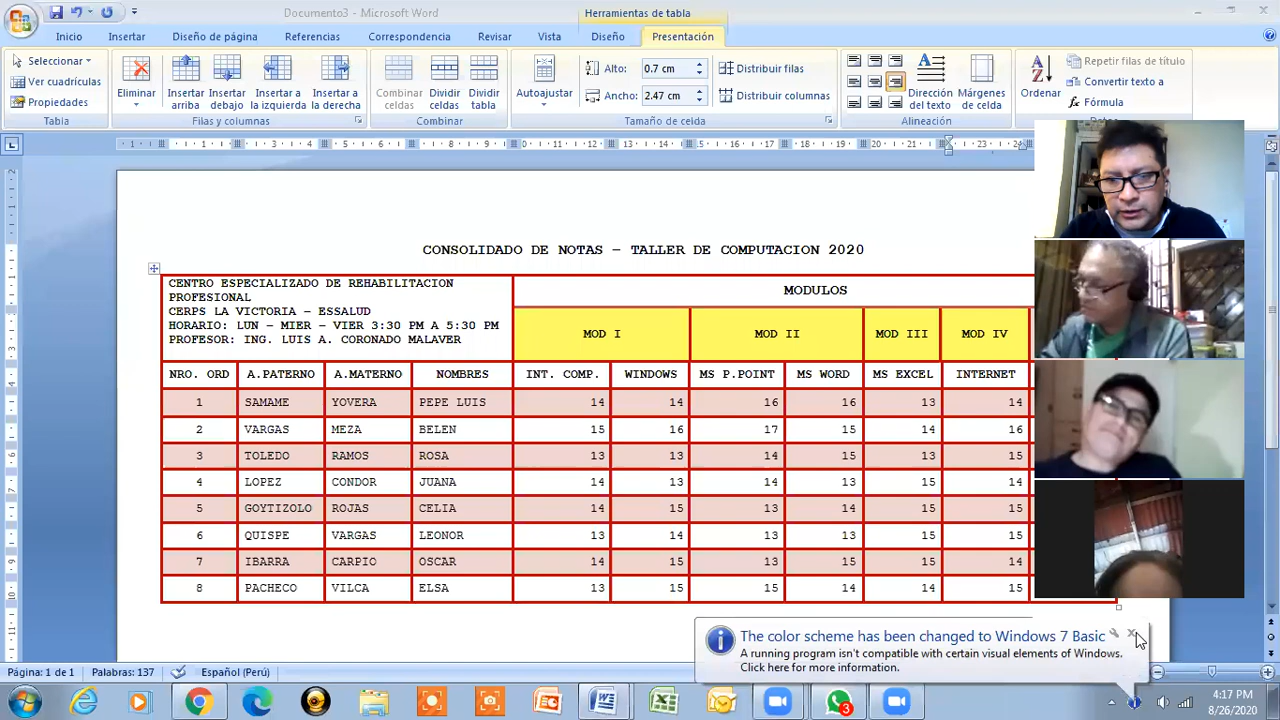 Documento3 - Microsoft Word
Herramientas de tabla
Inicio Insertar Diseño de página Referencias Correspondencia Revisar Vista Diseño Presentación
Seleccionar
Ver cuadrículas
Propiedades
Tabla
Eliminar
Insertar arriba
Insertar debajo
Insertar a la izquierda
Insertar a la derecha
Filas y columnas
Combinar celdas
Dividir celdas
Dividir tabla
Combinar
Autoajustar
Alto: 0.7 cm
Ancho: 2.47 cm
Distribuir filas
Distribuir columnas
Tamaño de celda
Dirección del texto
Márgenes de celda
Alineación
Ordenar
Repetir filas de título
Convertir texto a
Fórmula
CONSOLIDADO DE NOTAS – TALLER DE COMPUTACION 2020
CENTRO ESPECIALIZADO DE REHABILITACION
PROFESIONAL
CERPS LA VICTORIA – ESSALUD
HORARIO: LUN – MIER – VIER 3:30 PM A 5:30 PM
PROFESOR: ING. LUIS A. CORONADO MALAVER
MODULOS
MOD I MOD II MOD III MOD IV
NRO. ORD A.PATERNO A.MATERNO NOMBRES INT. COMP. WINDOWS MS P.POINT MS WORD MS EXCEL INTERNET
1 SAMAME YOVERA PEPE LUIS 14 14 16 16 13 14
2 VARGAS MEZA BELEN 15 16 17 15 14 16
3 TOLEDO RAMOS ROSA 13 13 14 15 13 15
4 LOPEZ CONDOR JUANA 14 13 14 13 15 14
5 GOYTIZOLO ROJAS CELIA 14 15 13 14 15 15
6 QUISPE VARGAS LEONOR 13 14 13 13 15 15
7 IBARRA CARPIO OSCAR 14 15 13 15 15 14
8 PACHECO VILCA ELSA 13 15 15 14 14 15
The color scheme has been changed to Windows 7 Basic
A running program isn't compatible with certain visual elements of Windows.
Click here for more information.
Página: 1 de 1 Palabras: 137 Español (Perú)
3
4:17 PM
8/26/2020